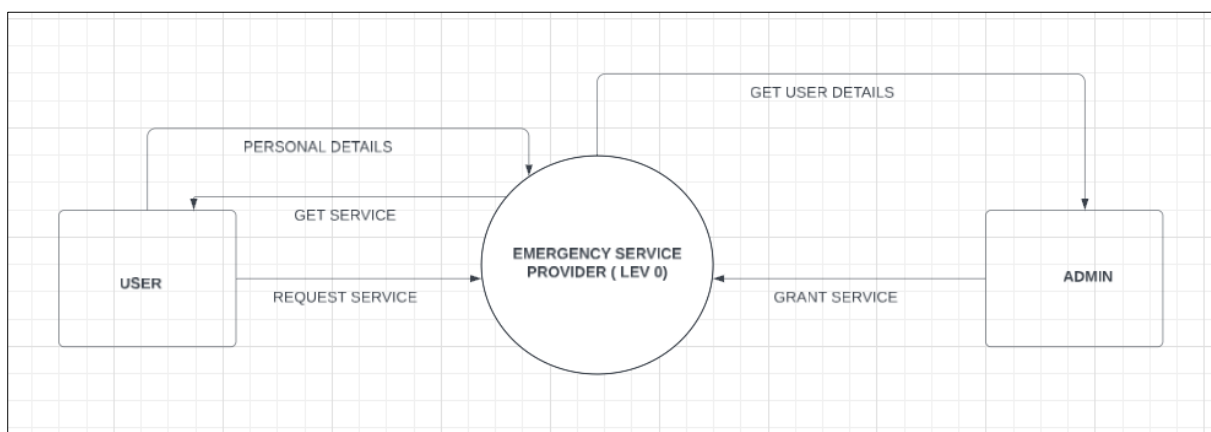 GET USER DETAILS
PERSONAL DETAILS
GET SERVICE
EMERGENCY SERVICE
PROVIDER ( LEV 0)
USER
ADMIN
REQUEST SERVICE
GRANT SERVICE